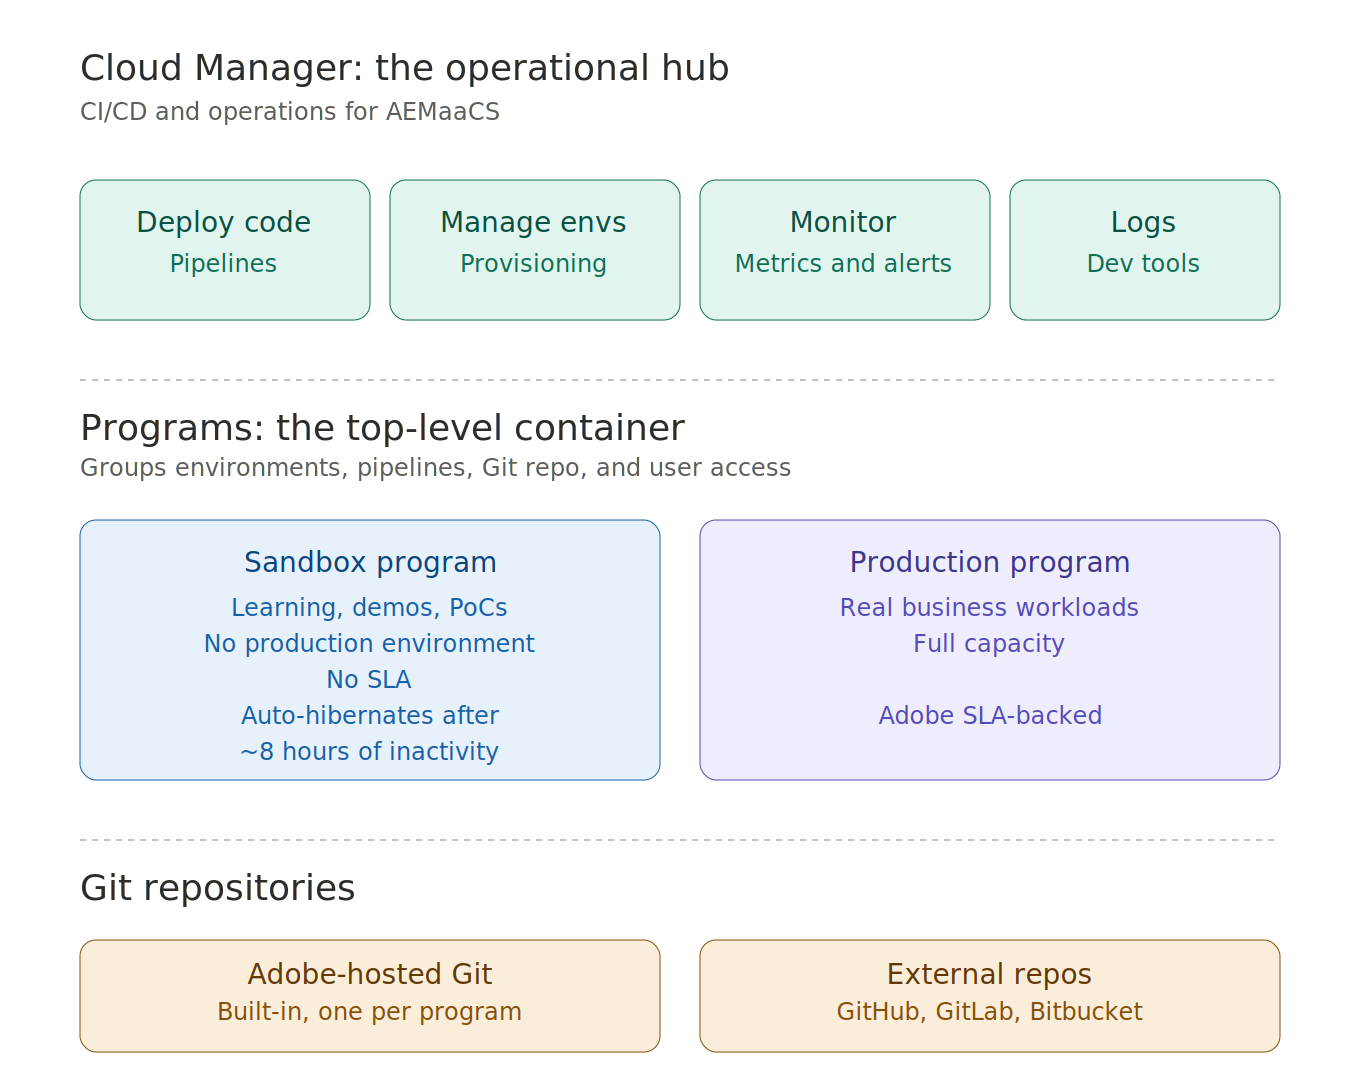 Cloud Manager: the operational hub
CI/CD and operations for AEMaaCS
Deploy code
Pipelines
Manage envs
Provisioning
Monitor
Metrics and alerts
Logs
Dev tools
Programs: the top-level container
Groups environments, pipelines, Git repo, and user access
Sandbox program
Learning, demos, PoCs
No production environment
No SLA
Auto-hibernates after
~8 hours of inactivity
Production program
Real business workloads
Full capacity
Adobe SLA-backed
Git repositories
Adobe-hosted Git
Built-in, one per program
External repos
GitHub, GitLab, Bitbucket